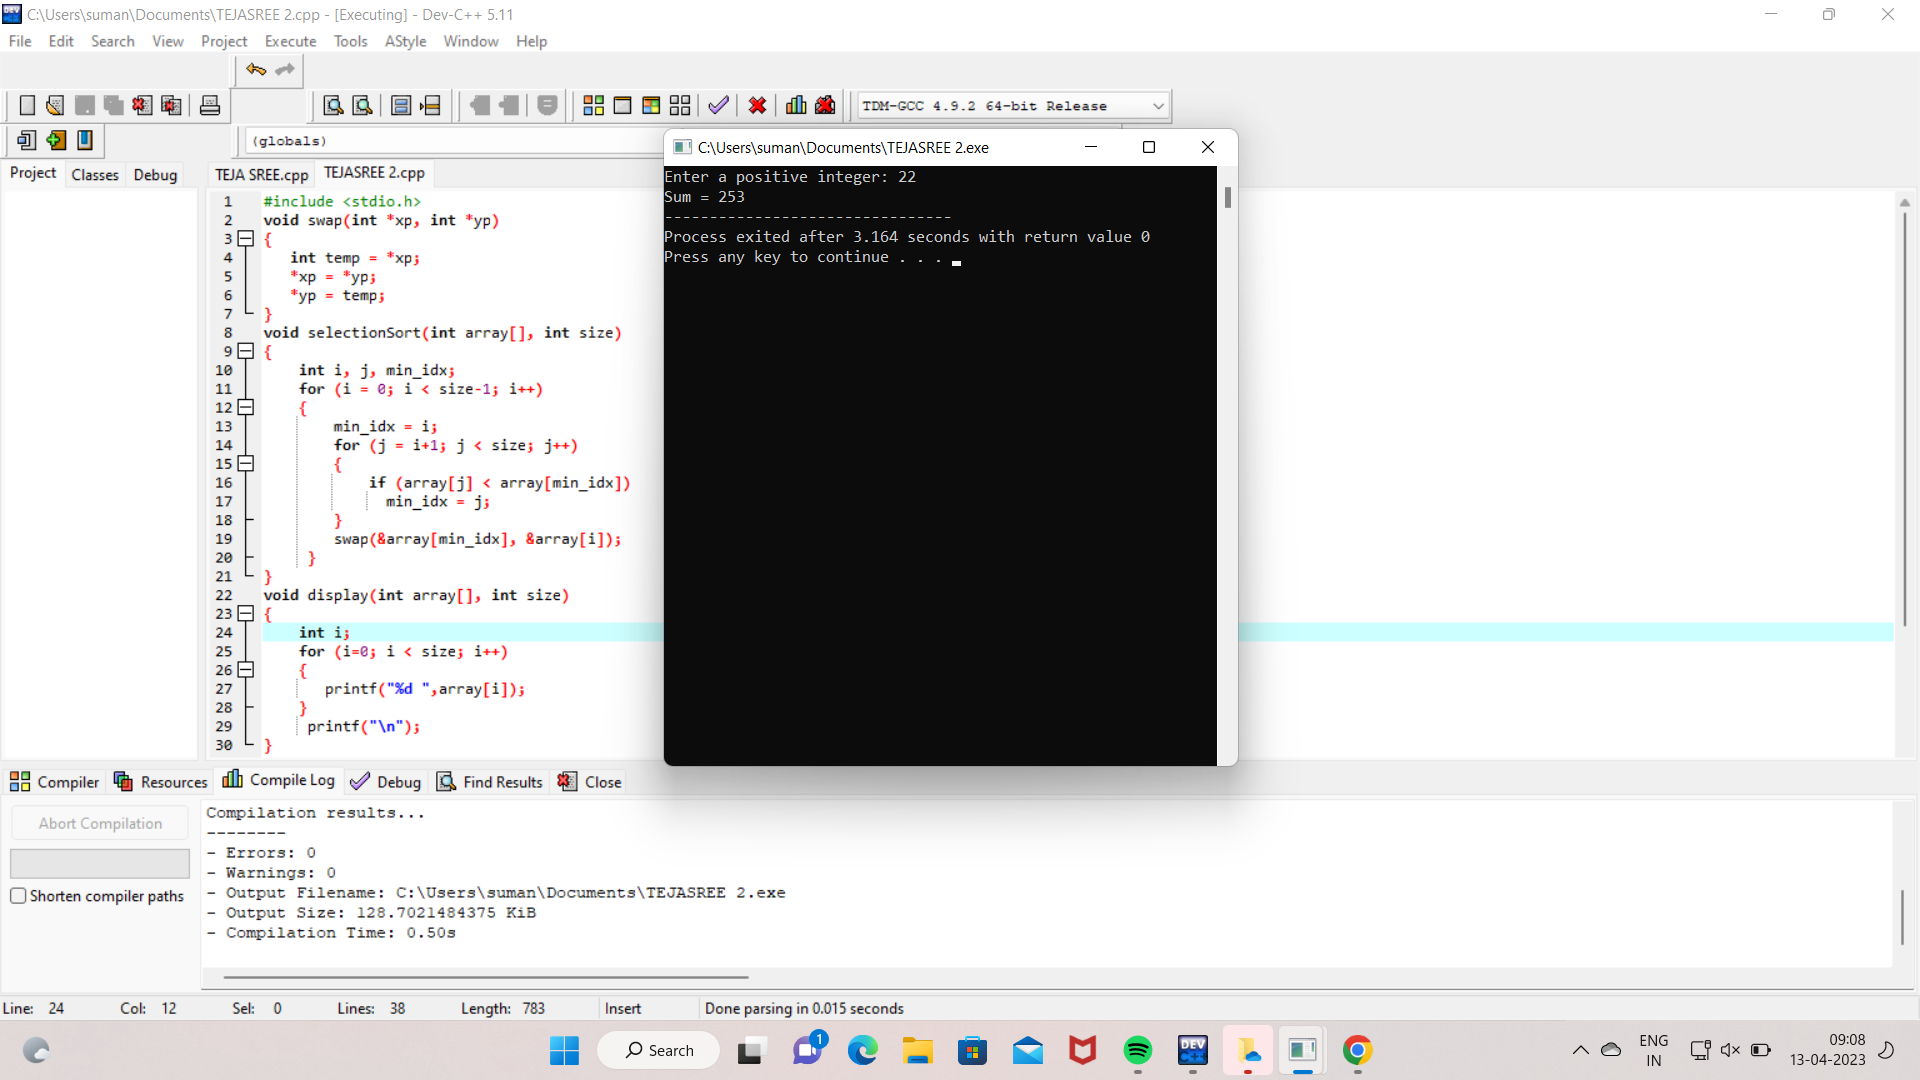 C:\Users\suman\Documents\TEJASREE 2.cpp - [Executing] - Dev-C++ 5.11
File Edit Search View Project Execute Tools AStyle Window Help
TDM-GCC 4.9.2 64-bit Release
(globals)
Project Classes Debug
TEJA SREE.cpp TEJASREE 2.cpp
1 #include <stdio.h>
2 void swap(int *xp, int *yp)
3 {
4 int temp = *xp;
5 *xp = *yp;
6 *yp = temp;
7 }
8 void selectionSort(int array[], int size)
9 {
10 int i, j, min_idx;
11 for (i = 0; i < size-1; i++)
12 {
13 min_idx = i;
14 for (j = i+1; j < size; j++)
15 {
16 if (array[j] < array[min_idx])
17 min_idx = j;
18 }
19 swap(&array[min_idx], &array[i]);
20 }
21 }
22 void display(int array[], int size)
23 {
24 int i;
25 for (i=0; i < size; i++)
26 {
27 printf("%d ",array[i]);
28 }
29 printf("\n");
30 }
C:\Users\suman\Documents\TEJASREE 2.exe
Enter a positive integer: 22
Sum = 253
--------------------------------
Process exited after 3.164 seconds with return value 0
Press any key to continue . . .
Compiler Resources Compile Log Debug Find Results Close
Abort Compilation
Shorten compiler paths
Compilation results...
--------
- Errors: 0
- Warnings: 0
- Output Filename: C:\Users\suman\Documents\TEJASREE 2.exe
- Output Size: 128.7021484375 KiB
- Compilation Time: 0.50s
Line: 24 Col: 12 Sel: 0 Lines: 38 Length: 783 Insert Done parsing in 0.015 seconds
Search
1
DEV
C++
ENG
IN
09:08
13-04-2023